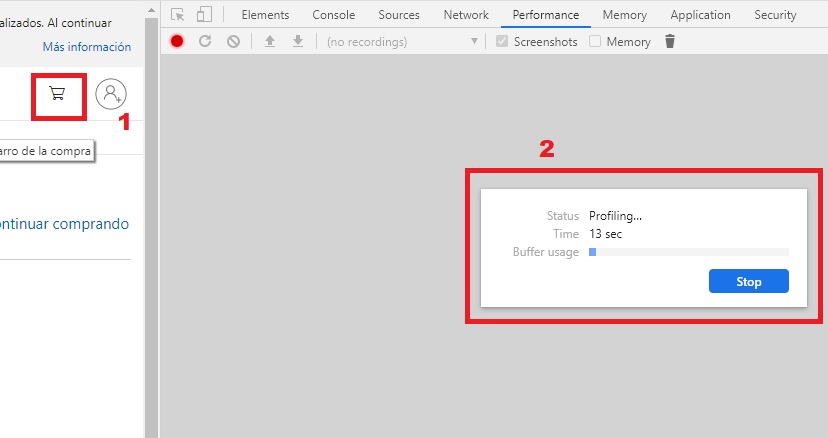 alizados. Al continuar
Más información
1
arro de la compra
ontinuar comprando
Elements Console Sources Network Performance Memory Application Security
(no recordings) Screenshots Memory
2
Status Profiling...
Time 13 sec
Buffer usage
Stop